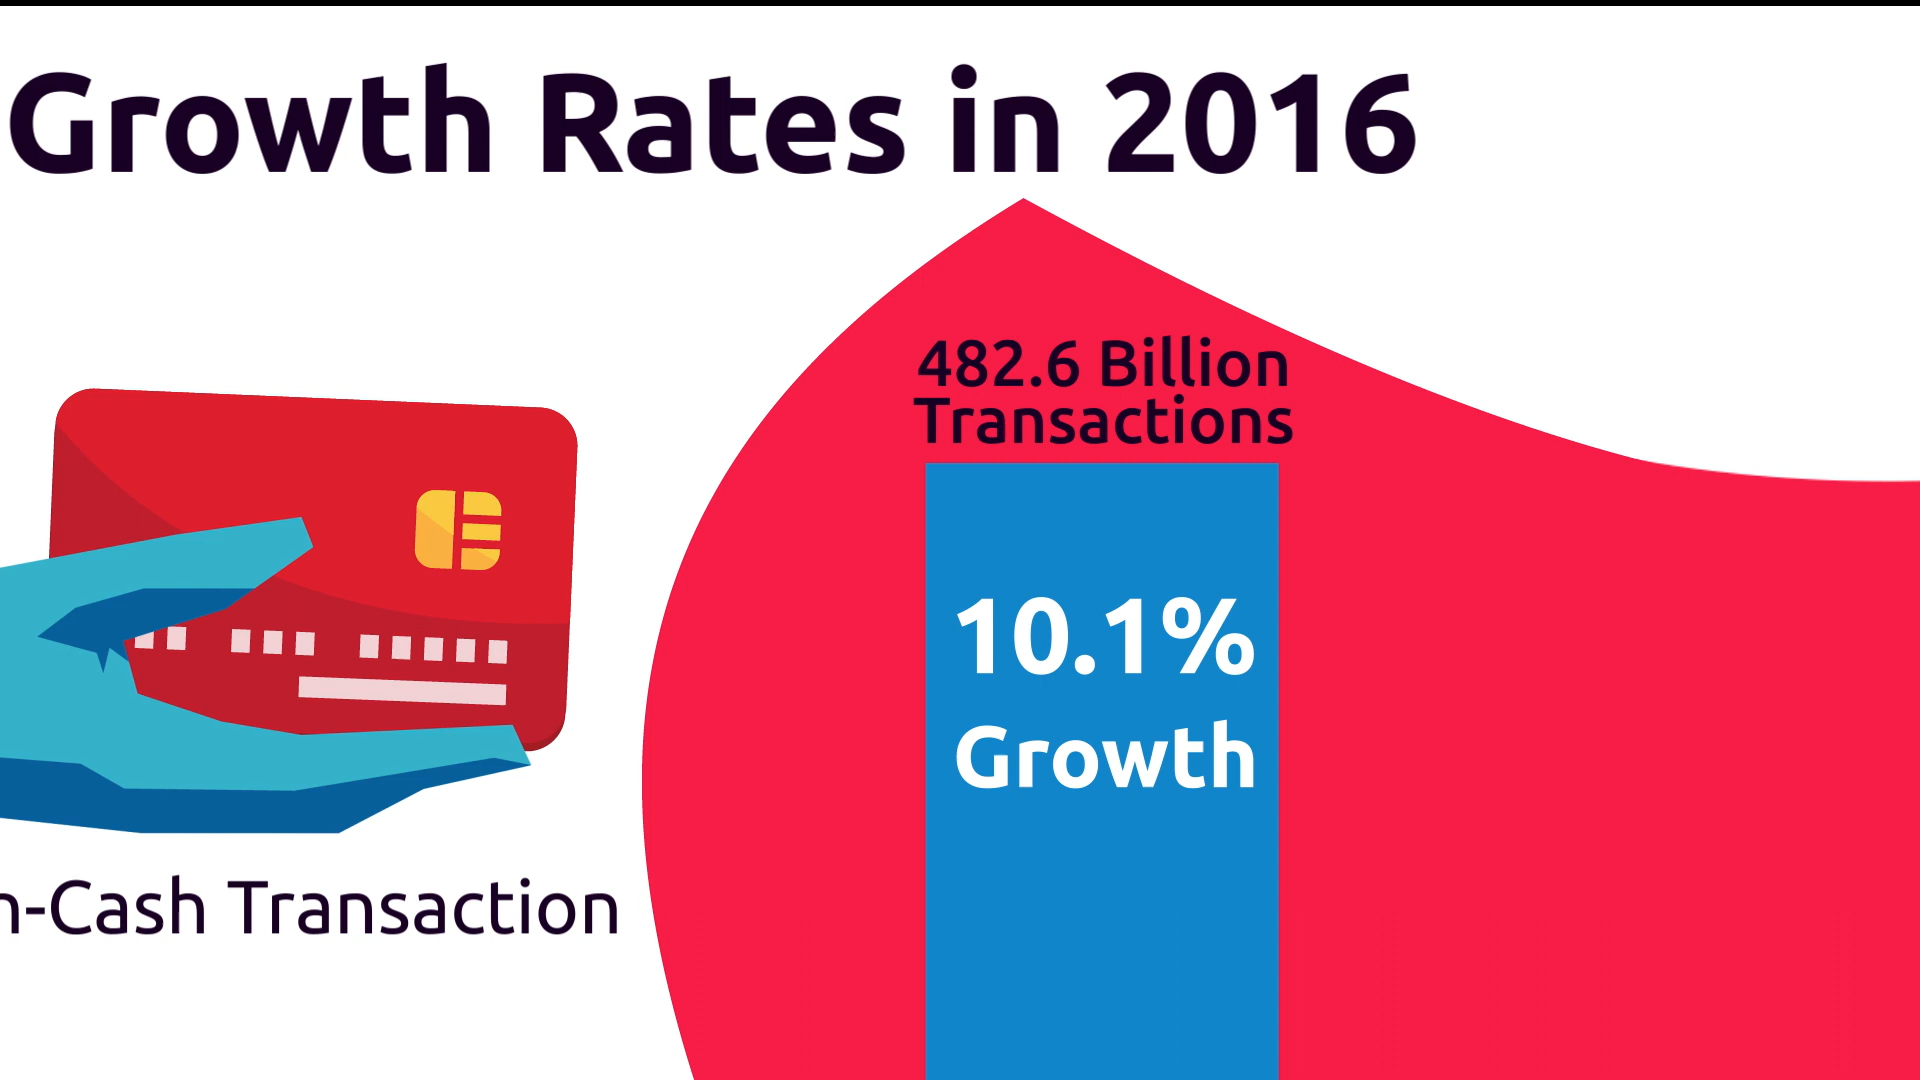 Growth Rates in 2016
482.6 Billion
Transactions
10.1%
Growth
n-Cash Transaction